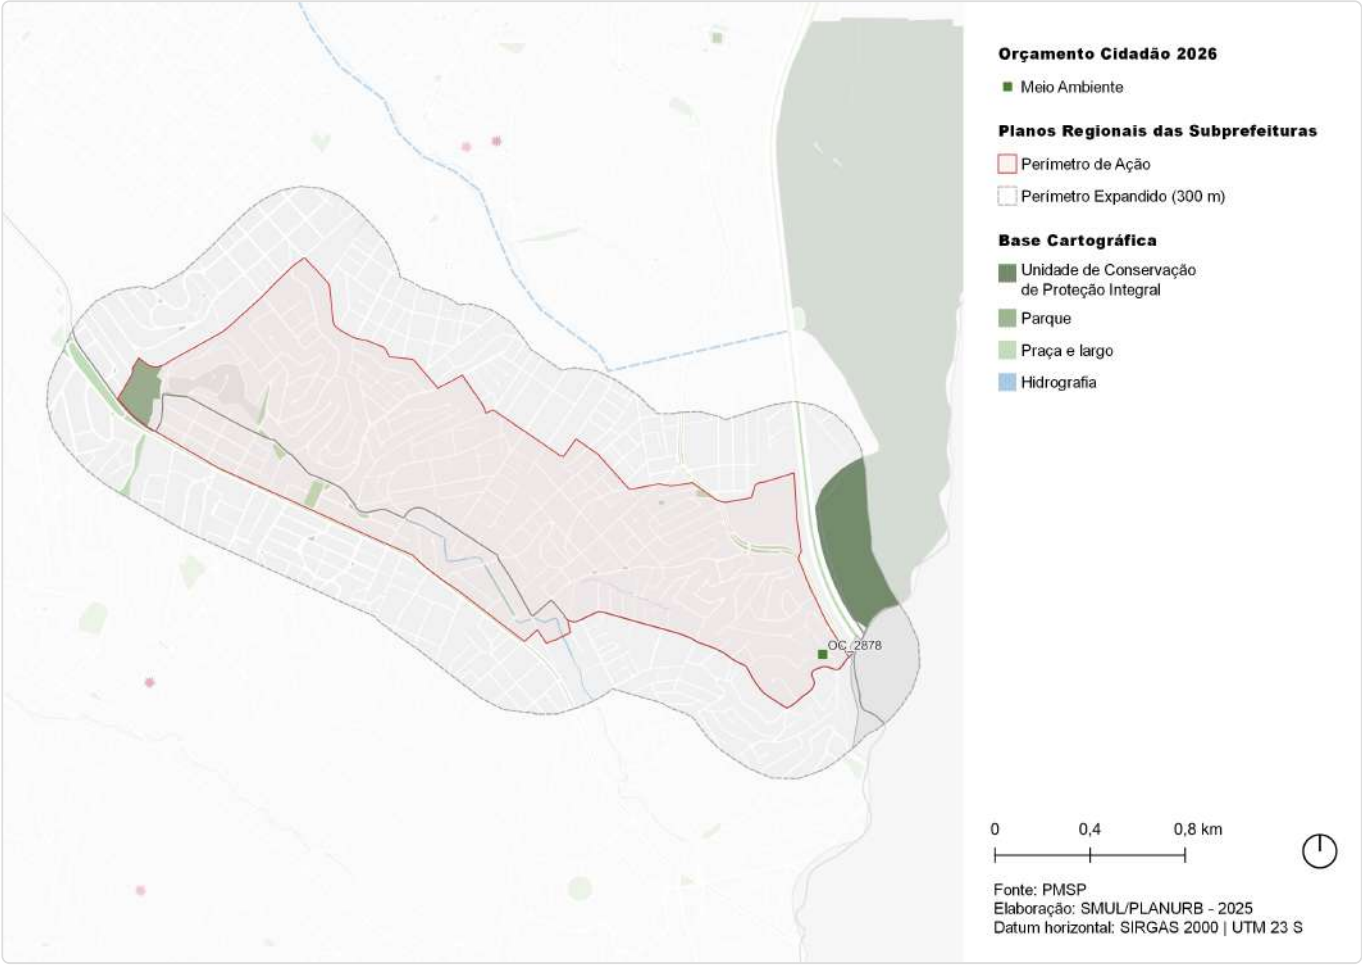 Orçamento Cidadão 2026
Meio Ambiente
Planos Regionais das Subprefeituras
Perímetro de Ação
Perímetro Expandido (300 m)
Base Cartográfica
Unidade de Conservação
de Proteção Integral
Parque
Praça e largo
Hidrografia
OC_2878
0 0,4 0,8 km
Fonte: PMSP
Elaboração: SMUL/PLANURB - 2025
Datum horizontal: SIRGAS 2000 | UTM 23 S